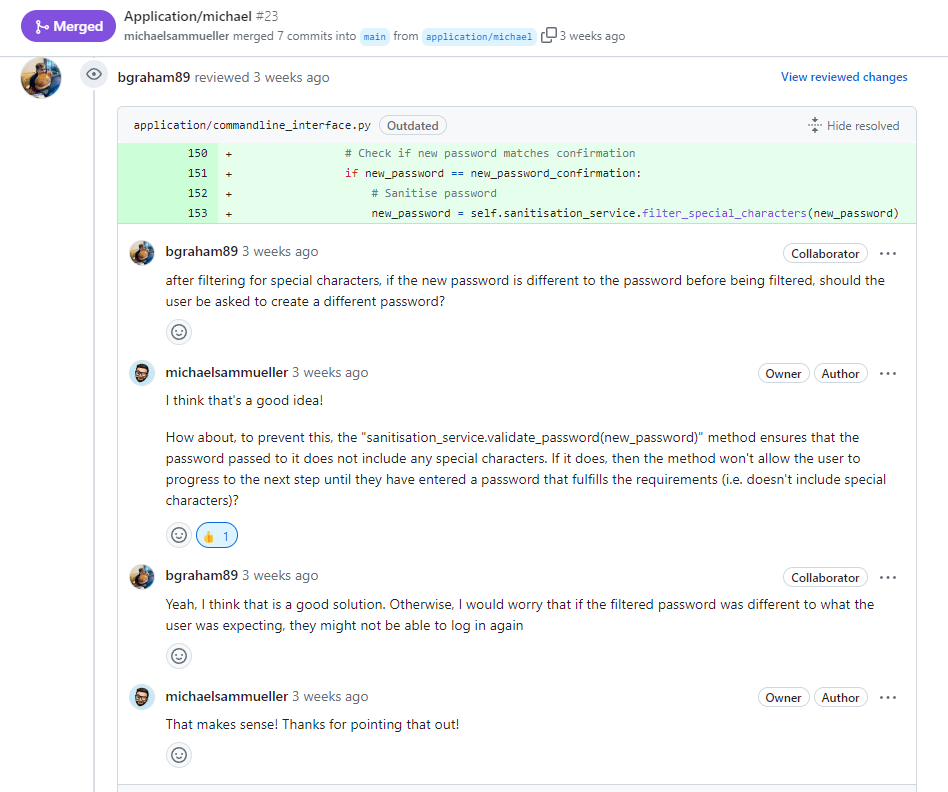 Merged
Application/michael #23
michaelsammueller merged 7 commits into main from application/michael 3 weeks ago
bgraham89 reviewed 3 weeks ago
View reviewed changes
application/commandline_interface.py Outdated
Hide resolved
150 + # Check if new password matches confirmation
151 + if new_password == new_password_confirmation:
152 + # Sanitise password
153 + new_password = self.sanitisation_service.filter_special_characters(new_password)
bgraham89 3 weeks ago
Collaborator
after filtering for special characters, if the new password is different to the password before being filtered, should the
user be asked to create a different password?
michaelsammueller 3 weeks ago
Owner Author
I think that's a good idea!
How about, to prevent this, the "sanitisation_service.validate_password(new_password)" method ensures that the
password passed to it does not include any special characters. If it does, then the method won't allow the user to
progress to the next step until they have entered a password that fulfills the requirements (i.e. doesn't include special
characters)?
1
bgraham89 3 weeks ago
Collaborator
Yeah, I think that is a good solution. Otherwise, I would worry that if the filtered password was different to what the
user was expecting, they might not be able to log in again
michaelsammueller 3 weeks ago
Owner Author
That makes sense! Thanks for pointing that out!